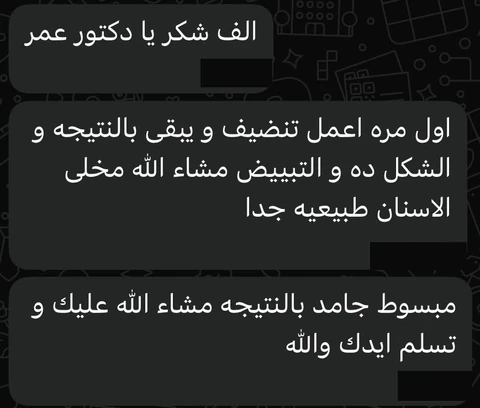 الف شكر يا دكتور عمر
اول مره اعمل تنضيف و يبقى بالنتيجه و
الشكل ده و التبييض مشاء الله مخلى
الاسنان طبيعيه جدا
مبسوط جامد بالنتيجه مشاء الله عليك و
تسلم ايدك والله